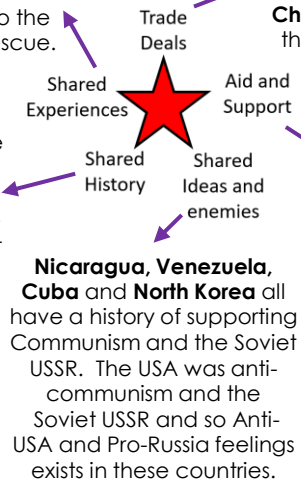 o the
scue.
Trade
Deals
Ch
th
Shared
Experiences
Aid and
Support
Shared
History
Shared
Ideas and
enemies
Nicaragua, Venezuela,
Cuba and North Korea all
have a history of supporting
Communism and the Soviet
USSR. The USA was anti-
communism and the
Soviet USSR and so Anti-
USA and Pro-Russia feelings
exists in these countries.